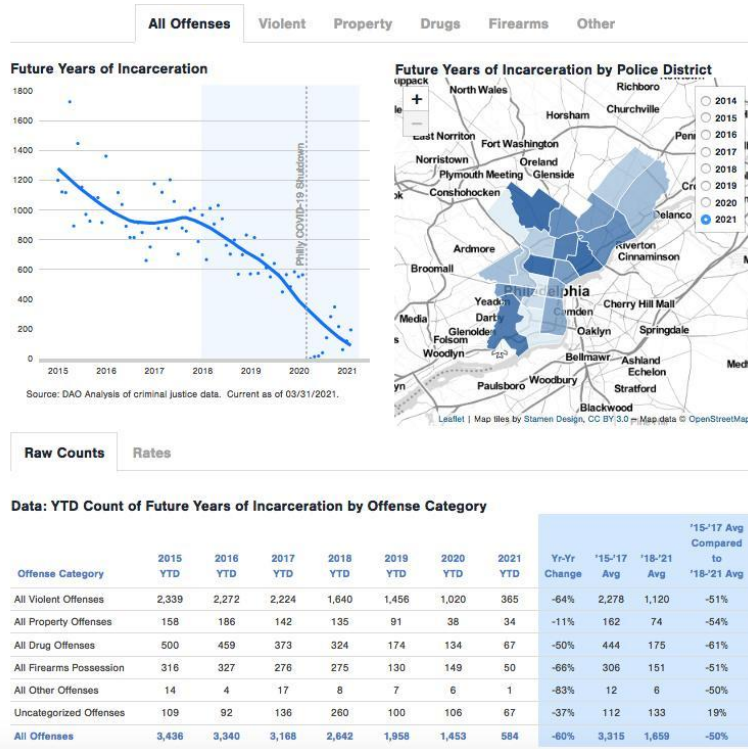 All Offenses Violent Property Drugs Firearms Other
Future Years of Incarceration
1800
1600
1400
1200
1000
800
600
400
200
0
Philly COVID-19 Shutdown
2015 2016 2017 2018 2019 2020 2021
Source: DAO Analysis of criminal justice data. Current as of 03/31/2021.
Future Years of Incarceration by Police District
+
−
North Wales
Richboro
Horsham
Churchville
East Norriton
Fort Washington
Norristown
Oreland
Plymouth Meeting Glenside
Conshohocken
Delanco
Ardmore
Riverton
Cinnaminson
Broomall
Philadelphia
Cherry Hill Mall
Media
Camden
Glenolden
Oaklyn
Springdale
Folsom
Woodlyn
Bellmawr
Ashland
Echelon
Paulsboro
Woodbury
Stratford
Blackwood
2014
2015
2016
2017
2018
2019
2020
2021
Leaflet | Map tiles by Stamen Design, CC BY 3.0 — Map data © OpenStreetMap
Raw Counts Rates
Data: YTD Count of Future Years of Incarceration by Offense Category
Offense Category 2015 YTD 2016 YTD 2017 YTD 2018 YTD 2019 YTD 2020 YTD 2021 YTD Yr-Yr Change '15-'17 Avg '18-'21 Avg '15-'17 Avg Compared to '18-'21 Avg
All Violent Offenses 2,339 2,272 2,224 1,640 1,456 1,020 365 -64% 2,278 1,120 -51%
All Property Offenses 158 186 142 135 91 38 34 -11% 162 74 -54%
All Drug Offenses 500 459 373 324 174 134 67 -50% 444 175 -61%
All Firearms Possession 316 327 276 275 130 149 50 -66% 306 151 -51%
All Other Offenses 14 4 17 8 7 6 1 -83% 12 6 -50%
Uncategorized Offenses 109 92 136 260 100 106 67 -37% 112 133 19%
All Offenses 3,436 3,340 3,168 2,642 1,958 1,453 584 -60% 3,315 1,659 -50%